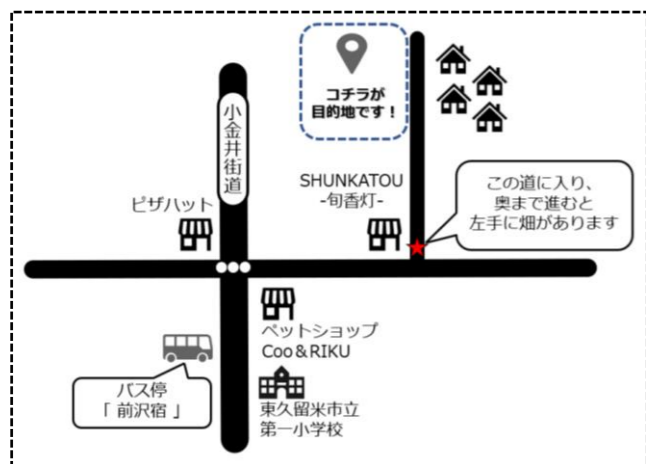 コチラが
目的地です！
小金井街道
SHUNKATOU
-旬香灯-
ピザハット
この道に入り、
奥まで進むと
左手に畑があります
ペットショップ
Coo＆RIKU
バス停
「 前沢宿 」
東久留米市立
第一小学校